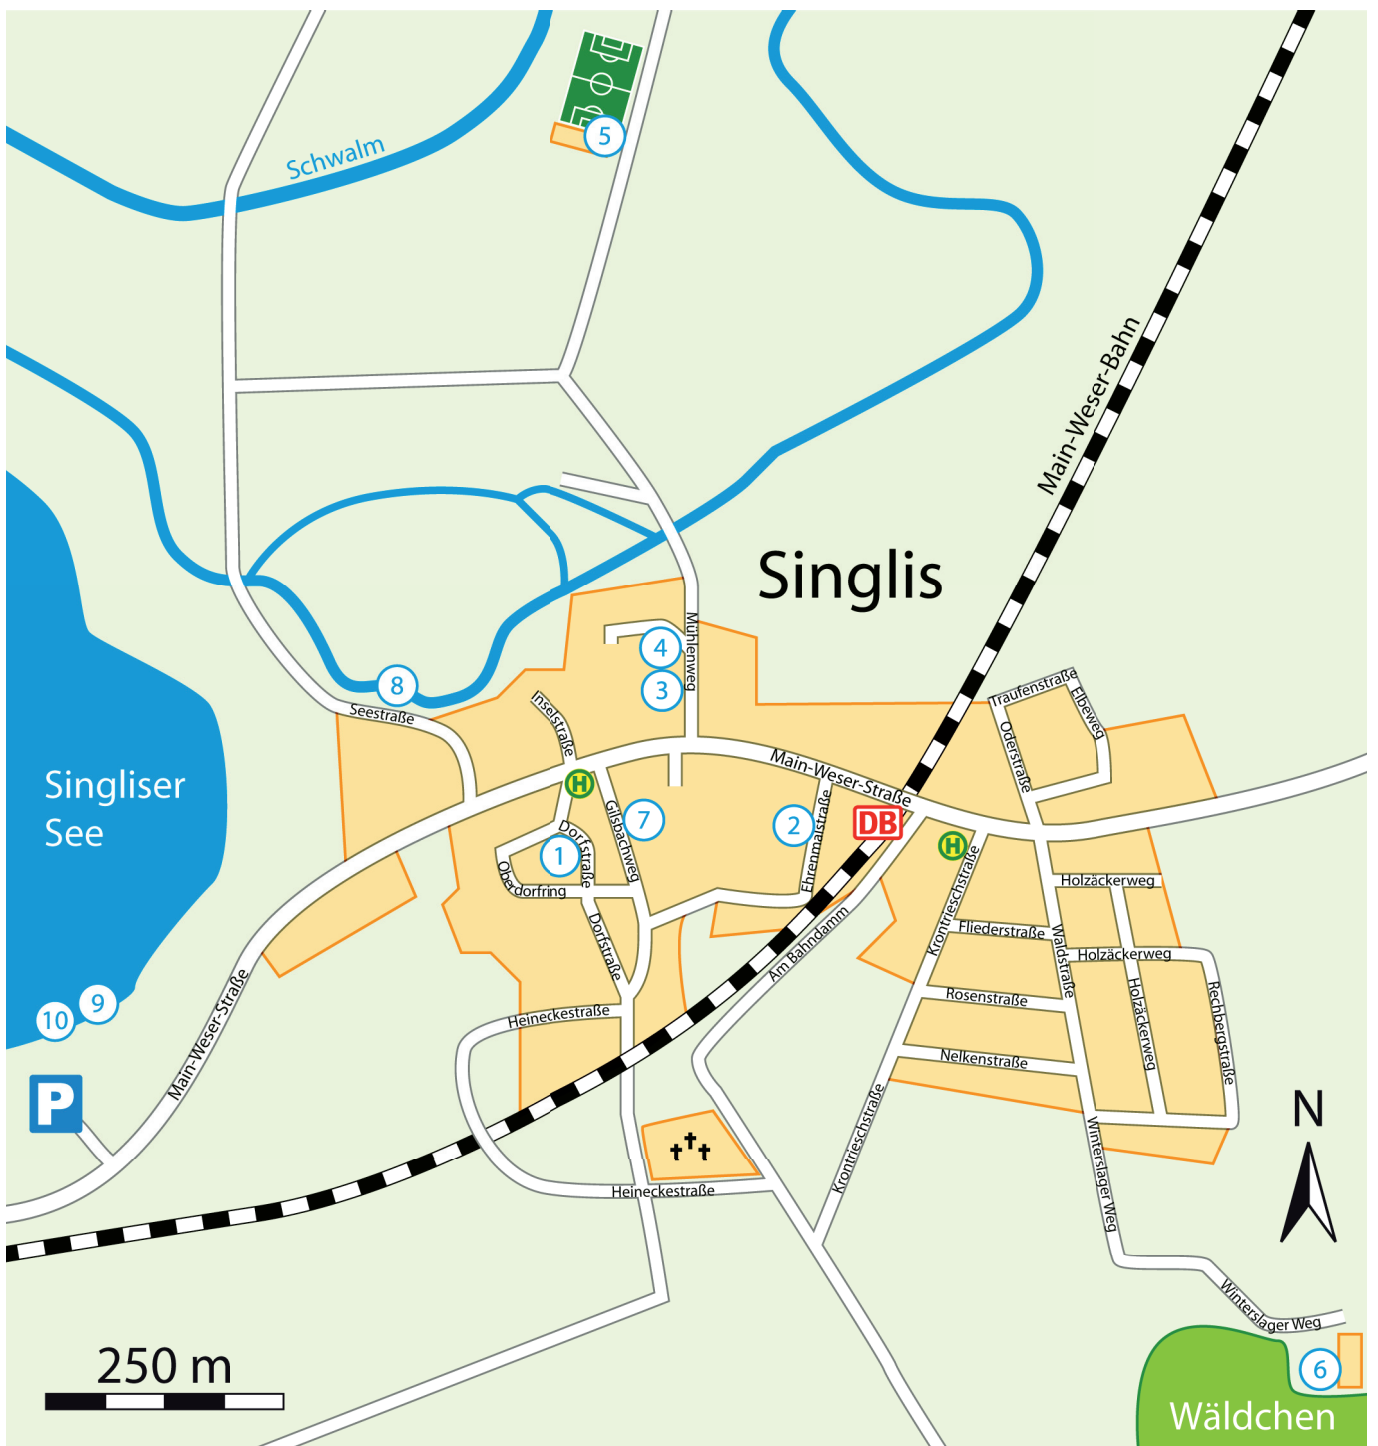 5
Schwalm
Main-Weser-Bahn
Singlis
4
Mühlenweg
3
8
Seestraße
Inselstraße
Traufenstraße
Elbeweg
Oderstraße
Main-Weser-Straße
Singliser
See
H
Gilsbachweg
7
2
Ehrenmalstraße
DB
H
Dorfstraße
1
Oberdorfring
Dorfstraße
Krontrieschstraße
Holzäckerweg
Fliederstraße
Waldstraße
Holzäckerweg
Am Bahndamm
Rosenstraße
Holzäckerweg
Rechbergstraße
Nelkenstraße
Heineckestraße
Main-Weser-Straße
10
9
P
Krontrieschstraße
Heineckestraße
Winterslager Weg
N
Winterslager Weg
6
Wäldchen
250 m